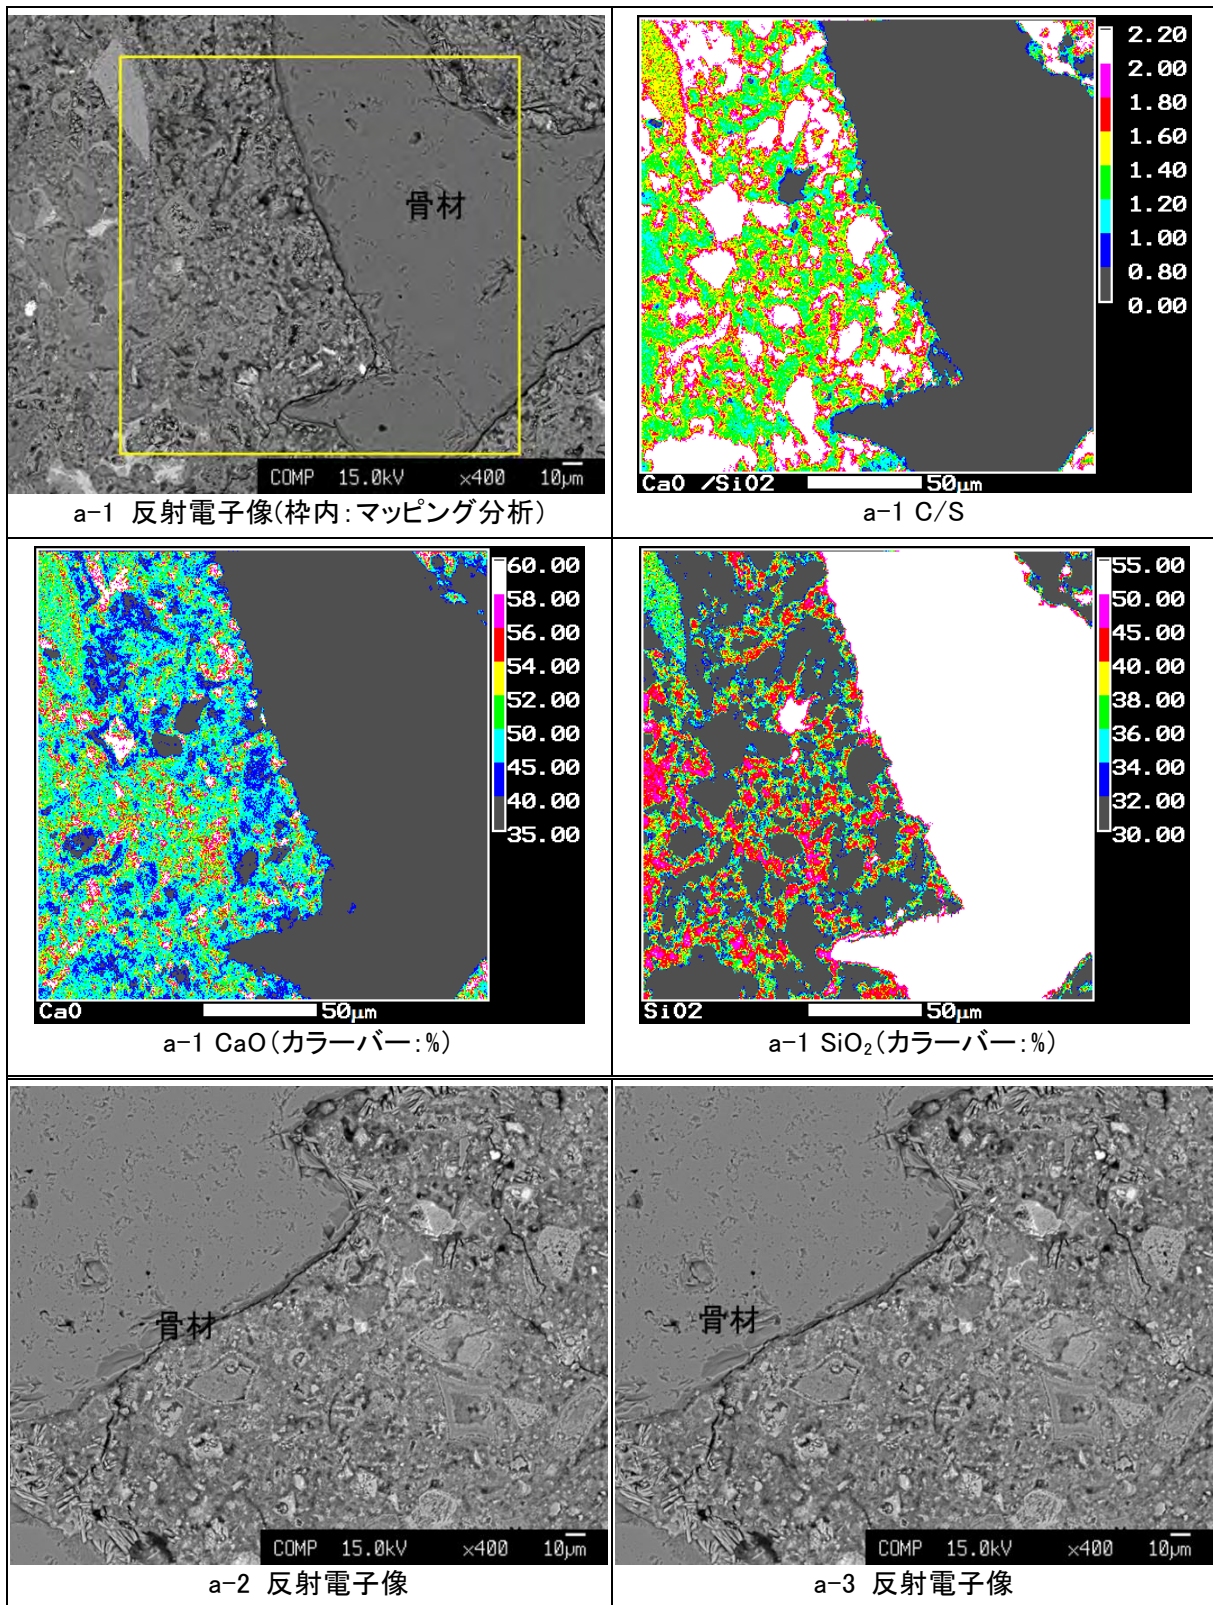 骨材
COMP 15.0kV ×400 10μm
a-1 反射電子像(枠内:マッピング分析)
2.20
2.00
1.80
1.60
1.40
1.20
1.00
0.80
0.00
CaO /SiO2 50μm
a-1 C/S
60.00
58.00
56.00
54.00
52.00
50.00
45.00
40.00
35.00
CaO 50μm
a-1 CaO(カラーバー:%)
55.00
50.00
45.00
40.00
38.00
36.00
34.00
32.00
30.00
SiO2 50μm
a-1 SiO₂(カラーバー:%)
骨材
COMP 15.0kV ×400 10μm
a-2 反射電子像
骨材
COMP 15.0kV ×400 10μm
a-3 反射電子像